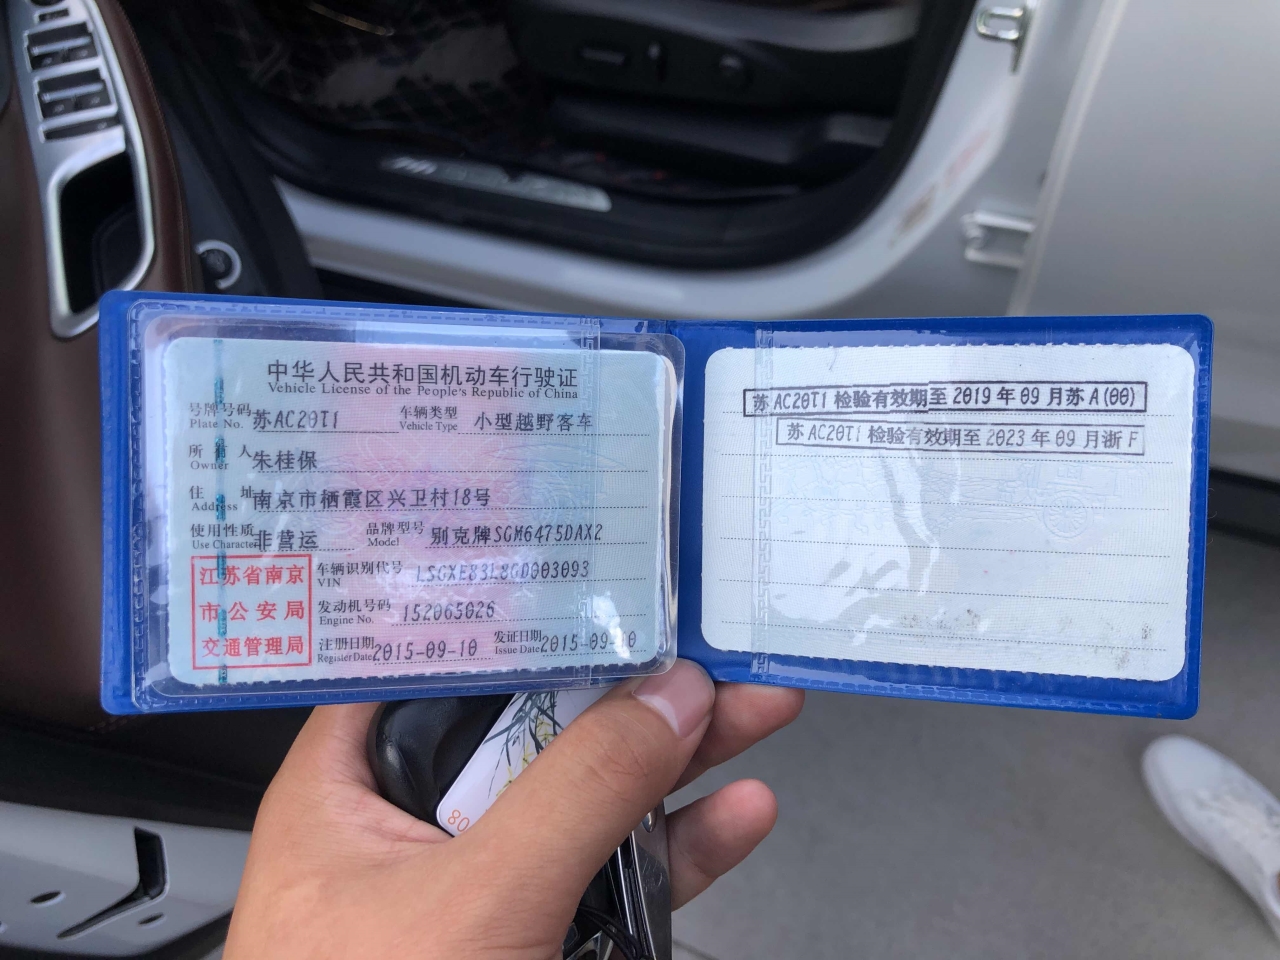 中华人民共和国机动车行驶证
Vehicle License of the People's Republic of China
号牌号码 苏AC20T1 车辆类型 小型越野客车
Plate No. Vehicle Type
所有人 朱桂保
Owner
住址 南京市栖霞区兴卫村18号
Address
使用性质 非营运 品牌型号 别克牌SGM6475DAX2
Use Character Model
江苏省南京
市公安局
交通管理局
车辆识别代号 LSGXE83L8GD003093
VIN
发动机号码 152065026
Engine No.
注册日期 2015-09-10 发证日期 2015-09-10
Register Date Issue Date
苏AC20T1检验有效期至2019年09月苏A(00)
苏AC20T1检验有效期至2023年09月浙F
80